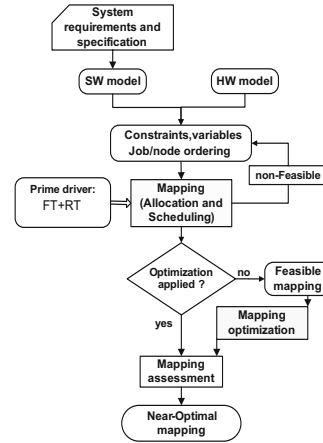 System
requirements and
specification
SW model
HW model
Constraints,variables
Job/node ordering
non-Feasible
Prime driver:
FT+RT
Mapping
(Allocation and
Scheduling)
Optimization
applied ?
no
Feasible
mapping
yes
Mapping
optimization
Mapping
assessment
Near-Optimal
mapping